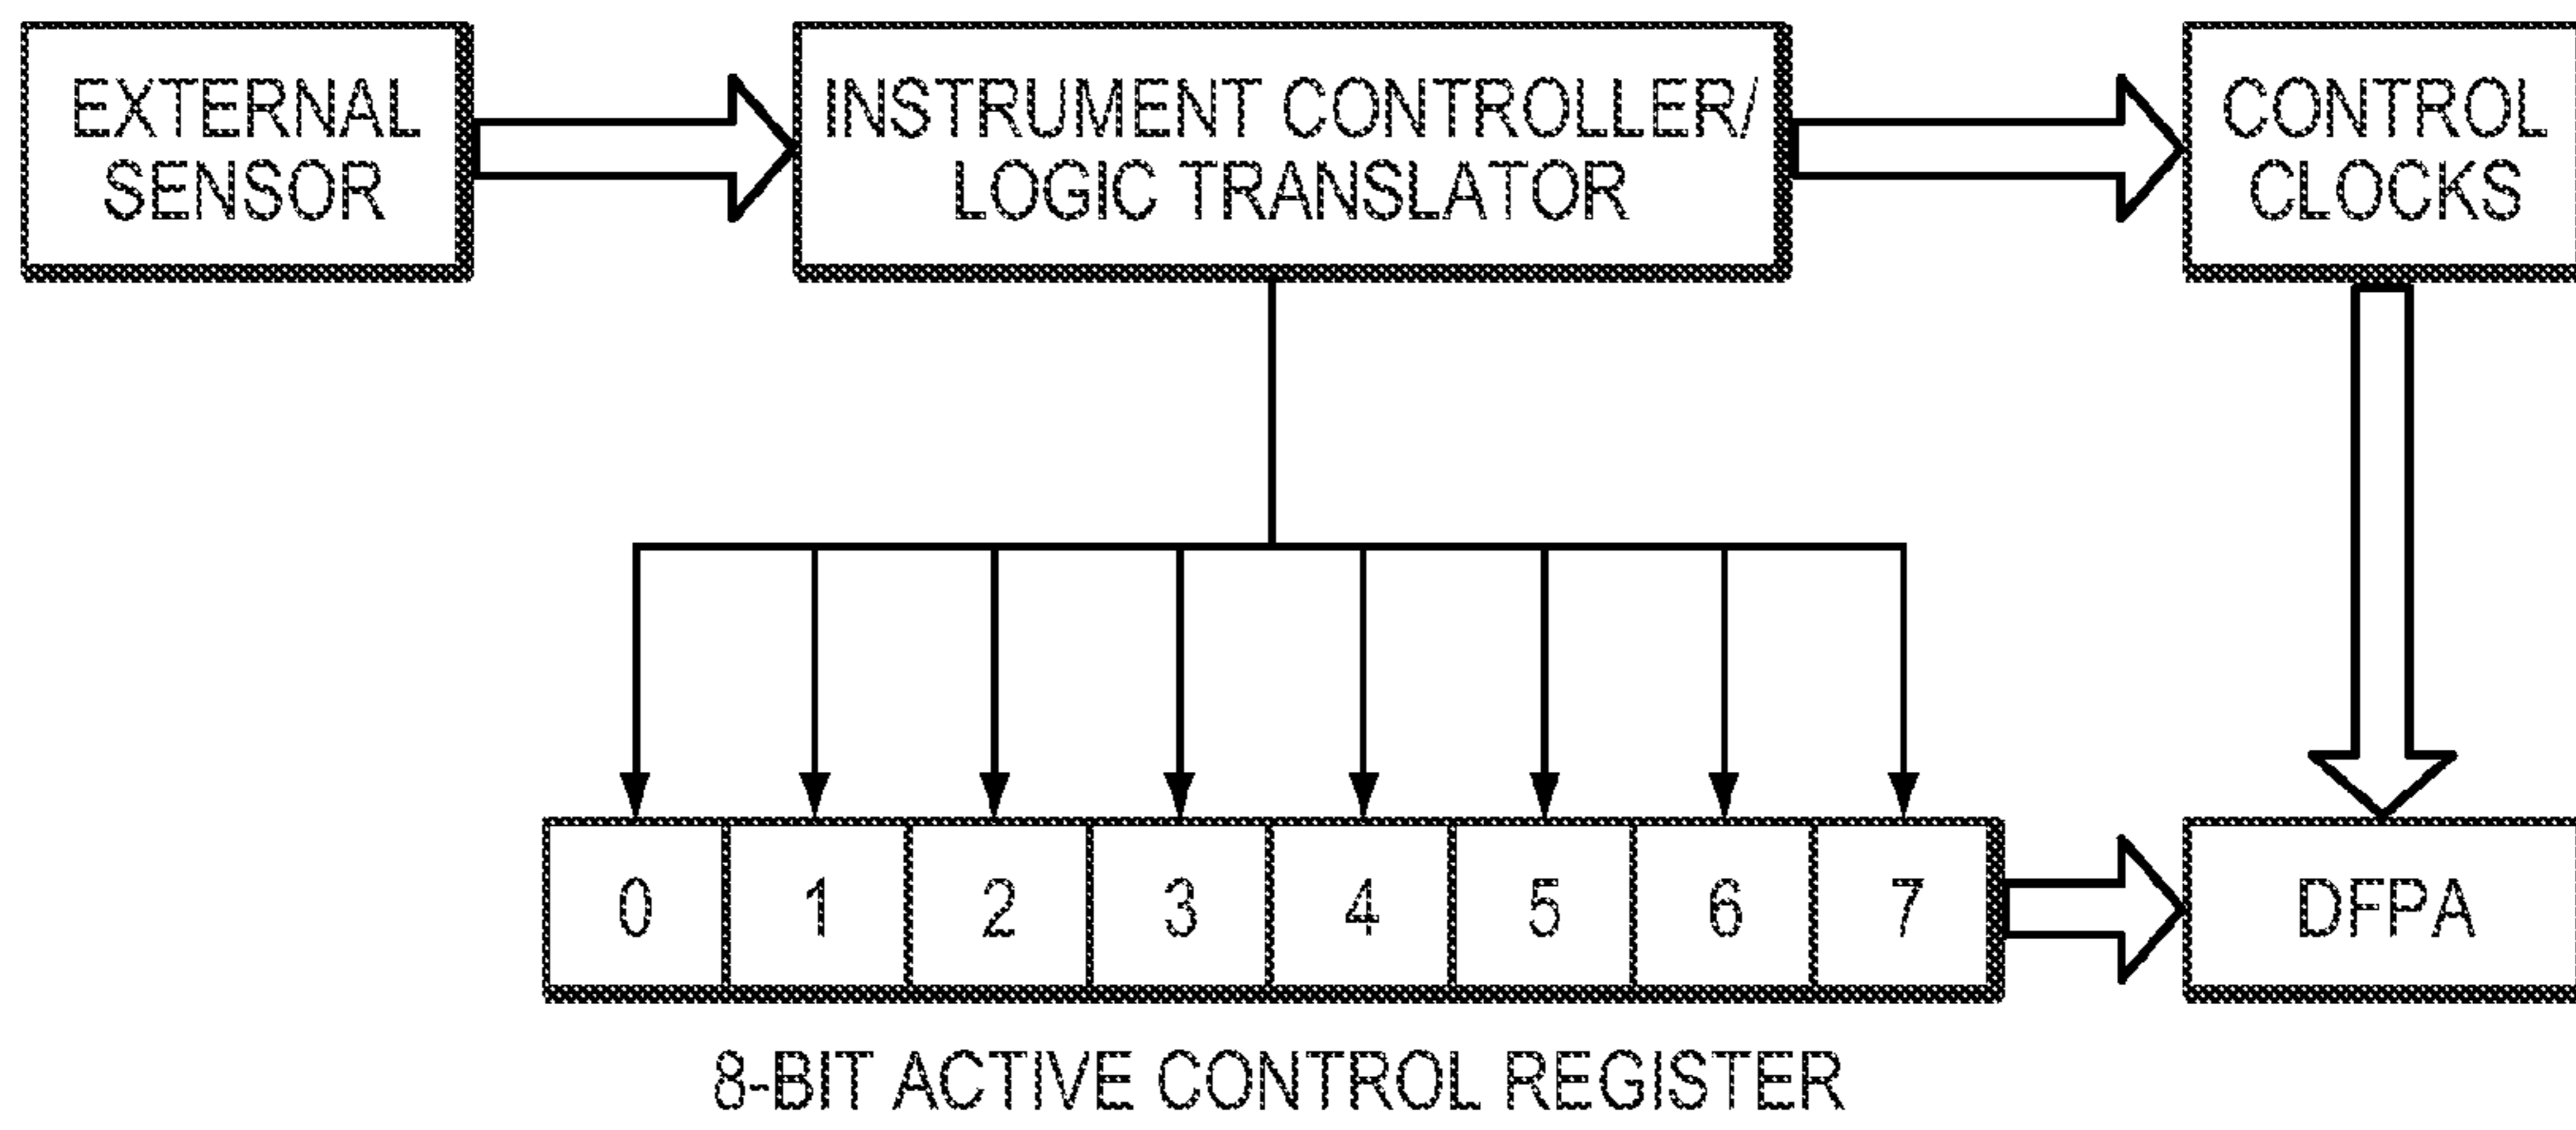 EXTERNAL
SENSOR
INSTRUMENT CONTROLLER/
LOGIC TRANSLATOR
CONTROL
CLOCKS
0 1 2 3 4 5 6 7
DFPA
8-BIT ACTIVE CONTROL REGISTER